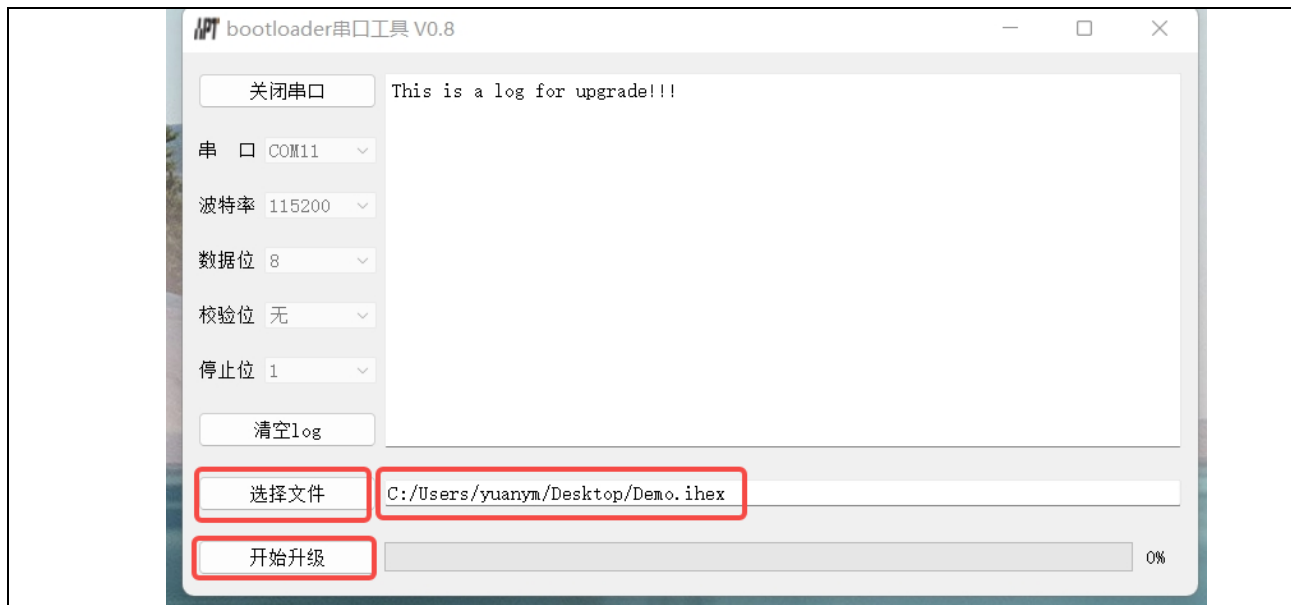 APT bootloader串口工具 V0.8
关闭串口
This is a log for upgrade!!!
串 口 COM11
波特率 115200
数据位 8
校验位 无
停止位 1
清空log
选择文件 C:/Users/yuanym/Desktop/Demo.ihex
开始升级 0%